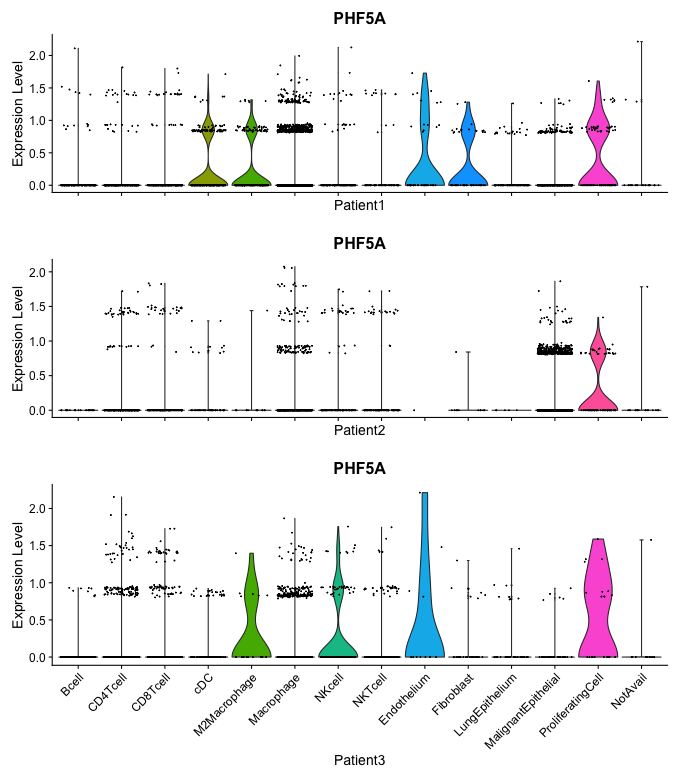 PHF5A
Expression Level
2.0
1.5
1.0
0.5
0.0
Patient1
PHF5A
Expression Level
2.0
1.5
1.0
0.5
0.0
Patient2
PHF5A
Expression Level
2.0
1.5
1.0
0.5
0.0
Bcell
CD4Tcell
CD8Tcell
cDC
M2Macrophage
Macrophage
NKcell
NKTcell
Endothelium
Fibroblast
LungEpithelium
MalignantEpithelial
ProliferatingCell
NotAvail
Patient3